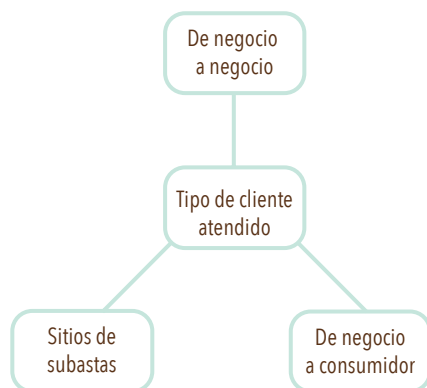 De negocio
a negocio
Tipo de cliente
atendido
Sitios de
subastas
De negocio
a consumidor